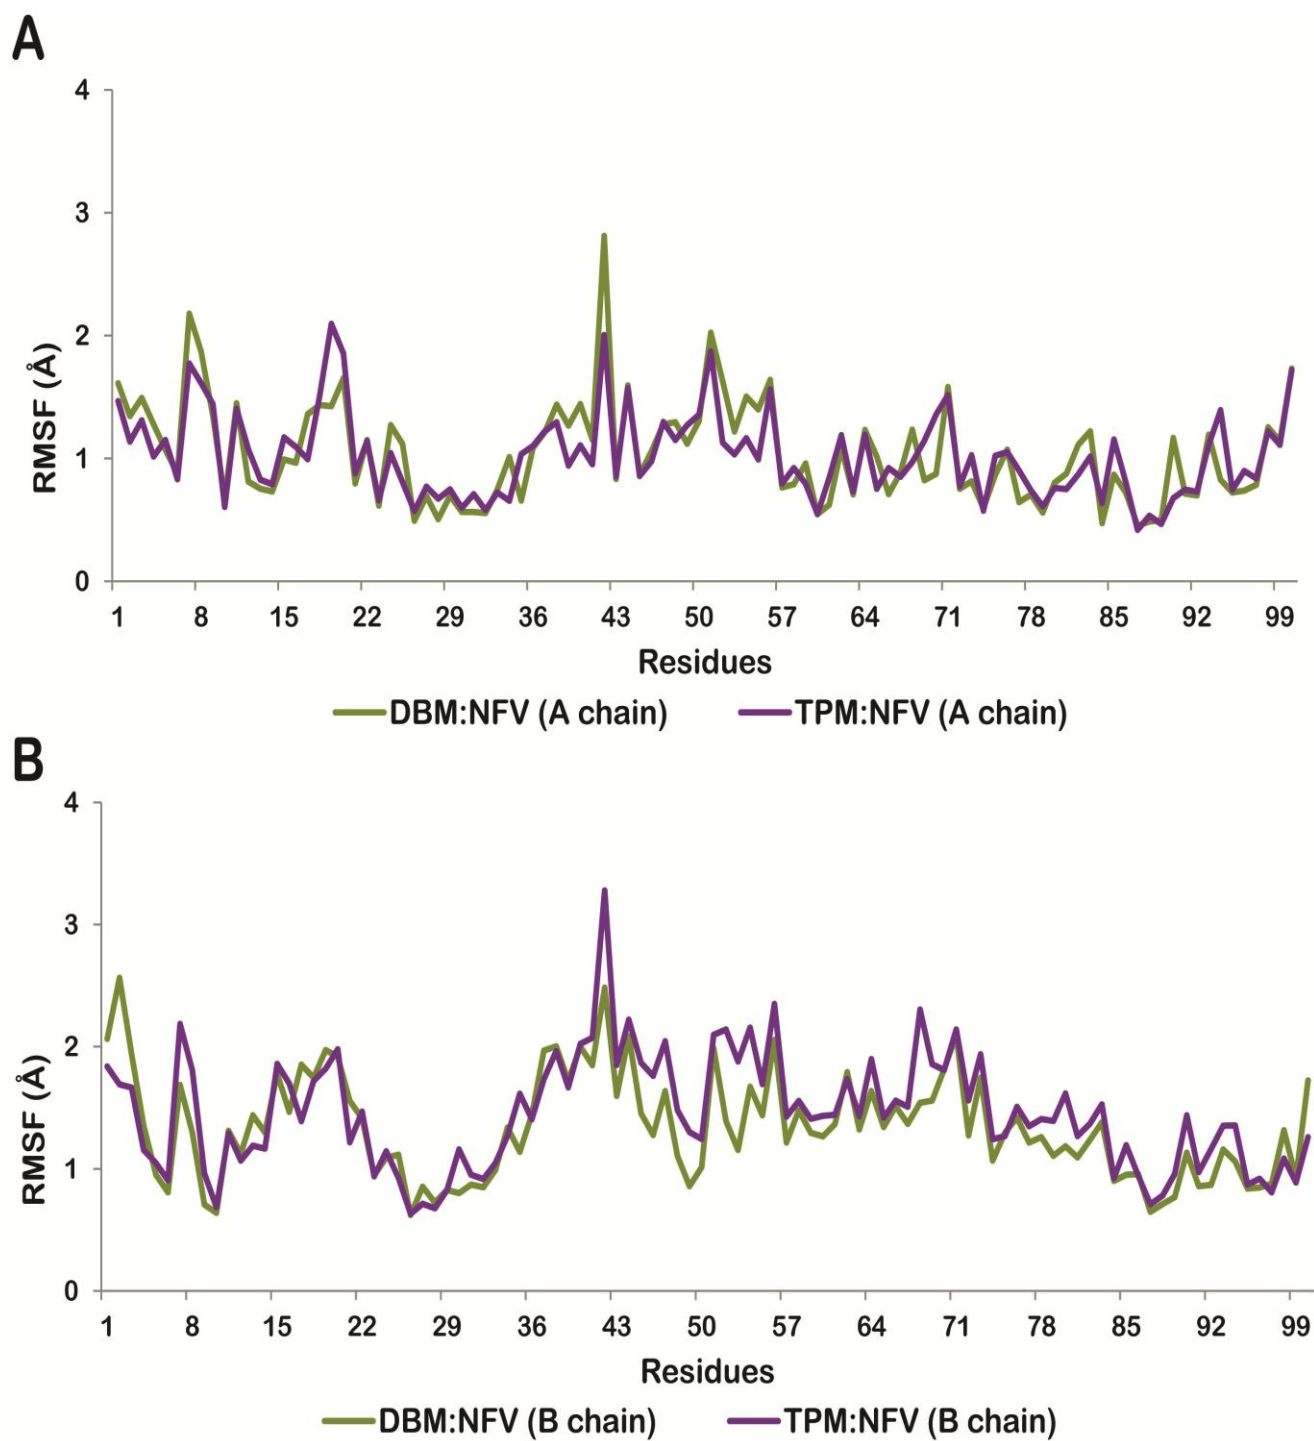 A
4
3
2
1
0
RMSF (Å)
1 8 15 22 29 36 43 50 57 64 71 78 85 92 99
Residues
DBM:NFV (A chain) TPM:NFV (A chain)
B
4
3
2
1
0
RMSF (Å)
1 8 15 22 29 36 43 50 57 64 71 78 85 92 99
Residues
DBM:NFV (B chain) TPM:NFV (B chain)